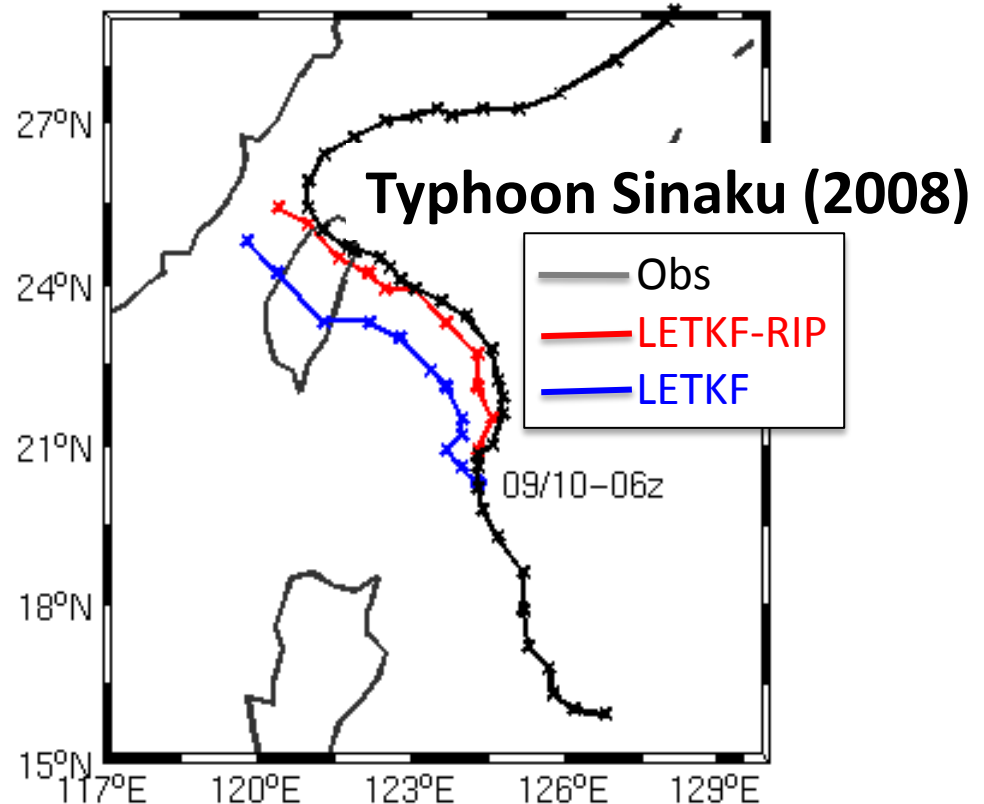 27°N
Typhoon Sinaku (2008)
Obs
24°N
LETKF-RIP
LETKF
21°N
09/10-06z
18°N
15°N
117°E 120°E 123°E 126°E 129°E